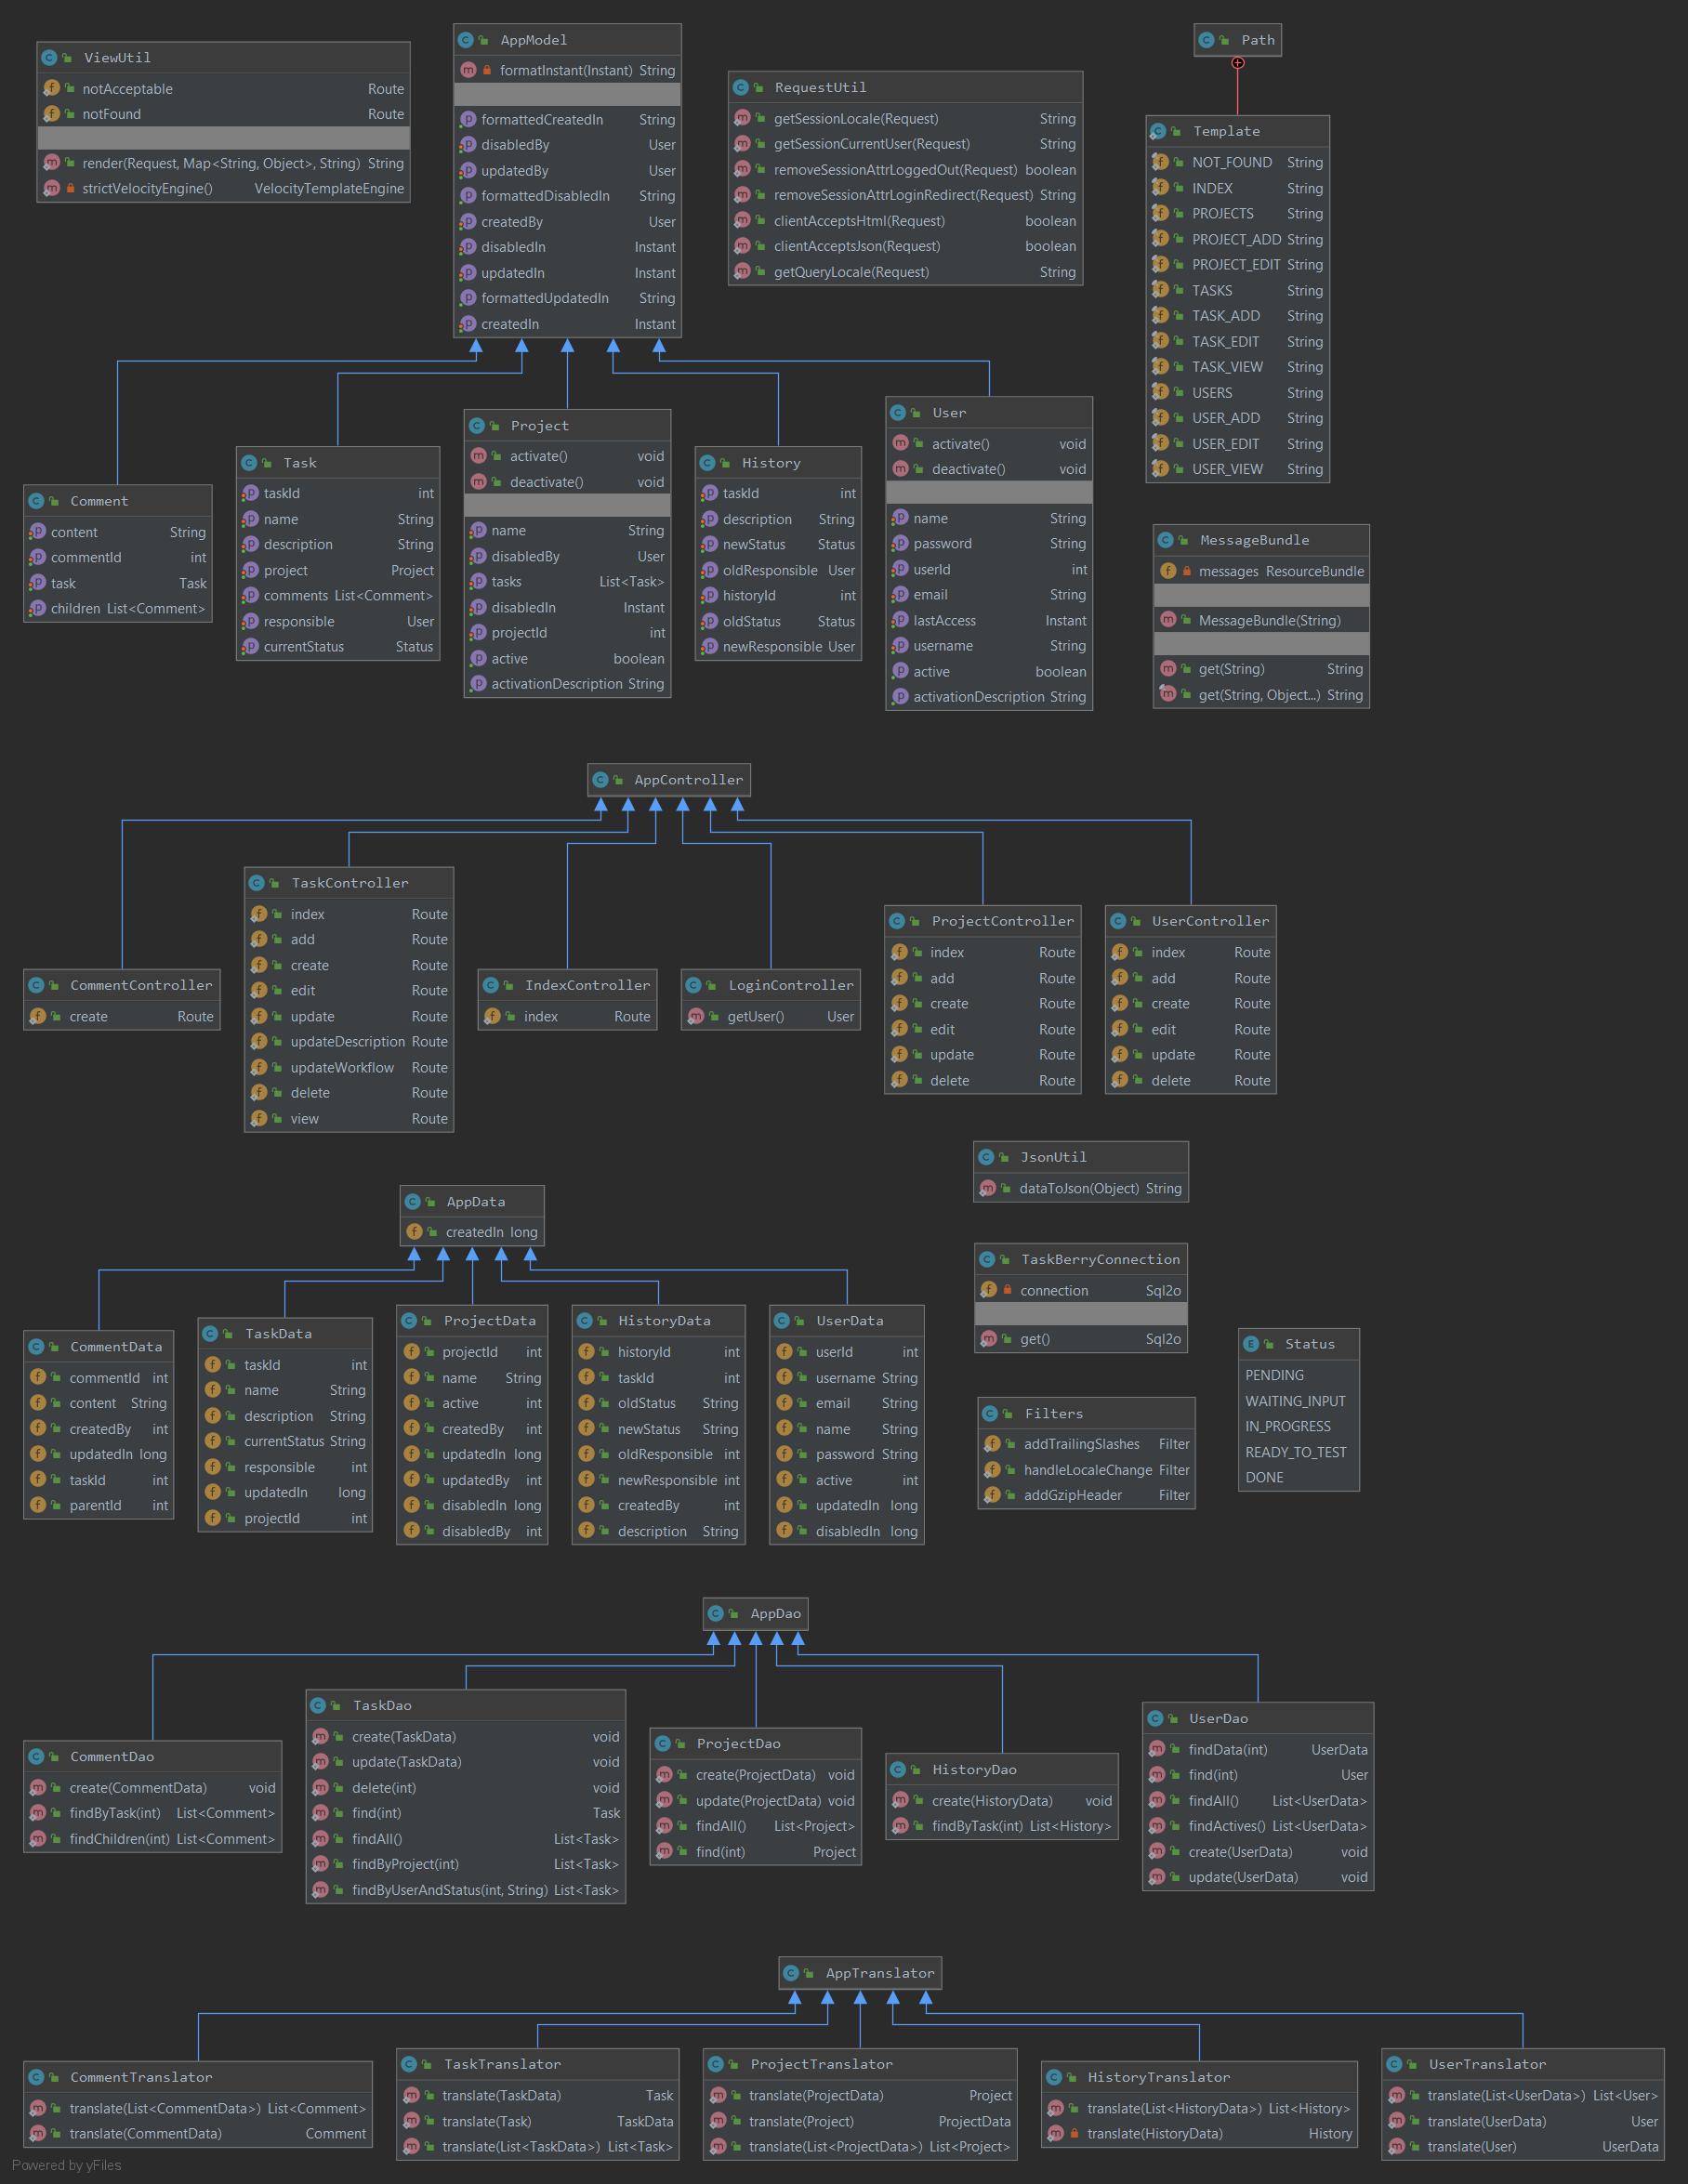 ViewUtil
notAcceptable Route
notFound Route
render(Request, Map<String, Object>, String) String
strictVelocityEngine() VelocityTemplateEngine
AppModel
formatInstant(Instant) String
formattedCreatedIn String
disabledBy User
updatedBy User
formattedDisabledIn String
createdBy User
disabledIn Instant
updatedIn Instant
formattedUpdatedIn String
createdIn Instant
RequestUtil
getSessionLocale(Request) String
getSessionCurrentUser(Request) String
removeSessionAttrLoggedOut(Request) boolean
removeSessionAttrLoginRedirect(Request) String
clientAcceptsHtml(Request) boolean
clientAcceptsJson(Request) boolean
getQueryLocale(Request) String
Path
Template
NOT_FOUND String
INDEX String
PROJECTS String
PROJECT_ADD String
PROJECT_EDIT String
TASKS String
TASK_ADD String
TASK_EDIT String
TASK_VIEW String
USERS String
USER_ADD String
USER_EDIT String
USER_VIEW String
Comment
content String
commentId int
task Task
children List<Comment>
Task
taskId int
name String
description String
project Project
comments List<Comment>
responsible User
currentStatus Status
Project
activate() void
deactivate() void
name String
disabledBy User
tasks List<Task>
disabledIn Instant
projectId int
active boolean
activationDescription String
History
taskId int
description String
newStatus Status
oldResponsible User
historyId int
oldStatus Status
newResponsible User
User
activate() void
deactivate() void
name String
password String
userId int
email String
lastAccess Instant
username String
active boolean
activationDescription String
MessageBundle
messages ResourceBundle
MessageBundle(String)
get(String) String
get(String, Object...) String
AppController
CommentController
create Route
TaskController
index Route
add Route
create Route
edit Route
update Route
updateDescription Route
updateWorkflow Route
delete Route
view Route
IndexController
index Route
LoginController
getUser() User
ProjectController
index Route
add Route
create Route
edit Route
update Route
delete Route
UserController
index Route
add Route
create Route
edit Route
update Route
delete Route
JsonUtil
dataToJson(Object) String
AppData
createdIn long
CommentData
commentId int
content String
createdBy int
updatedIn long
taskId int
parentId int
TaskData
taskId int
name String
description String
currentStatus String
responsible int
updatedIn long
projectId int
ProjectData
projectId int
name String
active int
createdBy int
updatedIn long
updatedBy int
disabledIn long
disabledBy int
HistoryData
historyId int
taskId int
oldStatus String
newStatus String
oldResponsible int
newResponsible int
createdBy int
description String
UserData
userId int
username String
email String
name String
password String
active int
updatedIn long
disabledIn long
TaskBerryConnection
connection Sql2o
get() Sql2o
Filters
addTrailingSlashes Filter
handleLocaleChange Filter
addGzipHeader Filter
Status
PENDING
WAITING_INPUT
IN_PROGRESS
READY_TO_TEST
DONE
AppDao
CommentDao
create(CommentData) void
findByTask(int) List<Comment>
findChildren(int) List<Comment>
TaskDao
create(TaskData) void
update(TaskData) void
delete(int) void
find(int) Task
findAll() List<Task>
findByProject(int) List<Task>
findByUserAndStatus(int, String) List<Task>
ProjectDao
create(ProjectData) void
update(ProjectData) void
findAll() List<Project>
find(int) Project
HistoryDao
create(HistoryData) void
findByTask(int) List<History>
UserDao
findData(int) UserData
find(int) User
findAll() List<UserData>
findActives() List<UserData>
create(UserData) void
update(UserData) void
AppTranslator
CommentTranslator
translate(List<CommentData>) List<Comment>
translate(CommentData) Comment
TaskTranslator
translate(TaskData) Task
translate(Task) TaskData
translate(List<TaskData>) List<Task>
ProjectTranslator
translate(ProjectData) Project
translate(Project) ProjectData
translate(List<ProjectData>) List<Project>
HistoryTranslator
translate(List<HistoryData>) List<History>
translate(HistoryData) History
UserTranslator
translate(List<UserData>) List<User>
translate(UserData) User
translate(User) UserData
Powered by yFiles